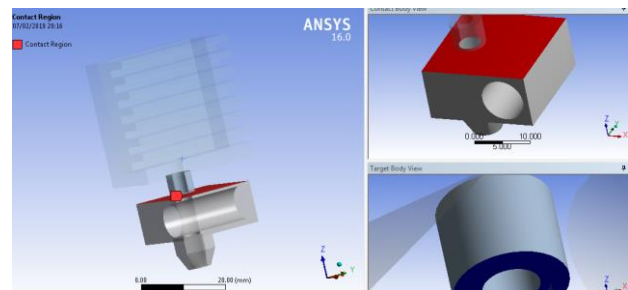 Contact Region
07/02/2018 20:16
Contact Region
ANSYS
16.0
Z
Y
0.00
20.00 (mm)
Contact Body View
0.000
10.000
5.000
Z
Y
X
Target Body View
Z
Y
X